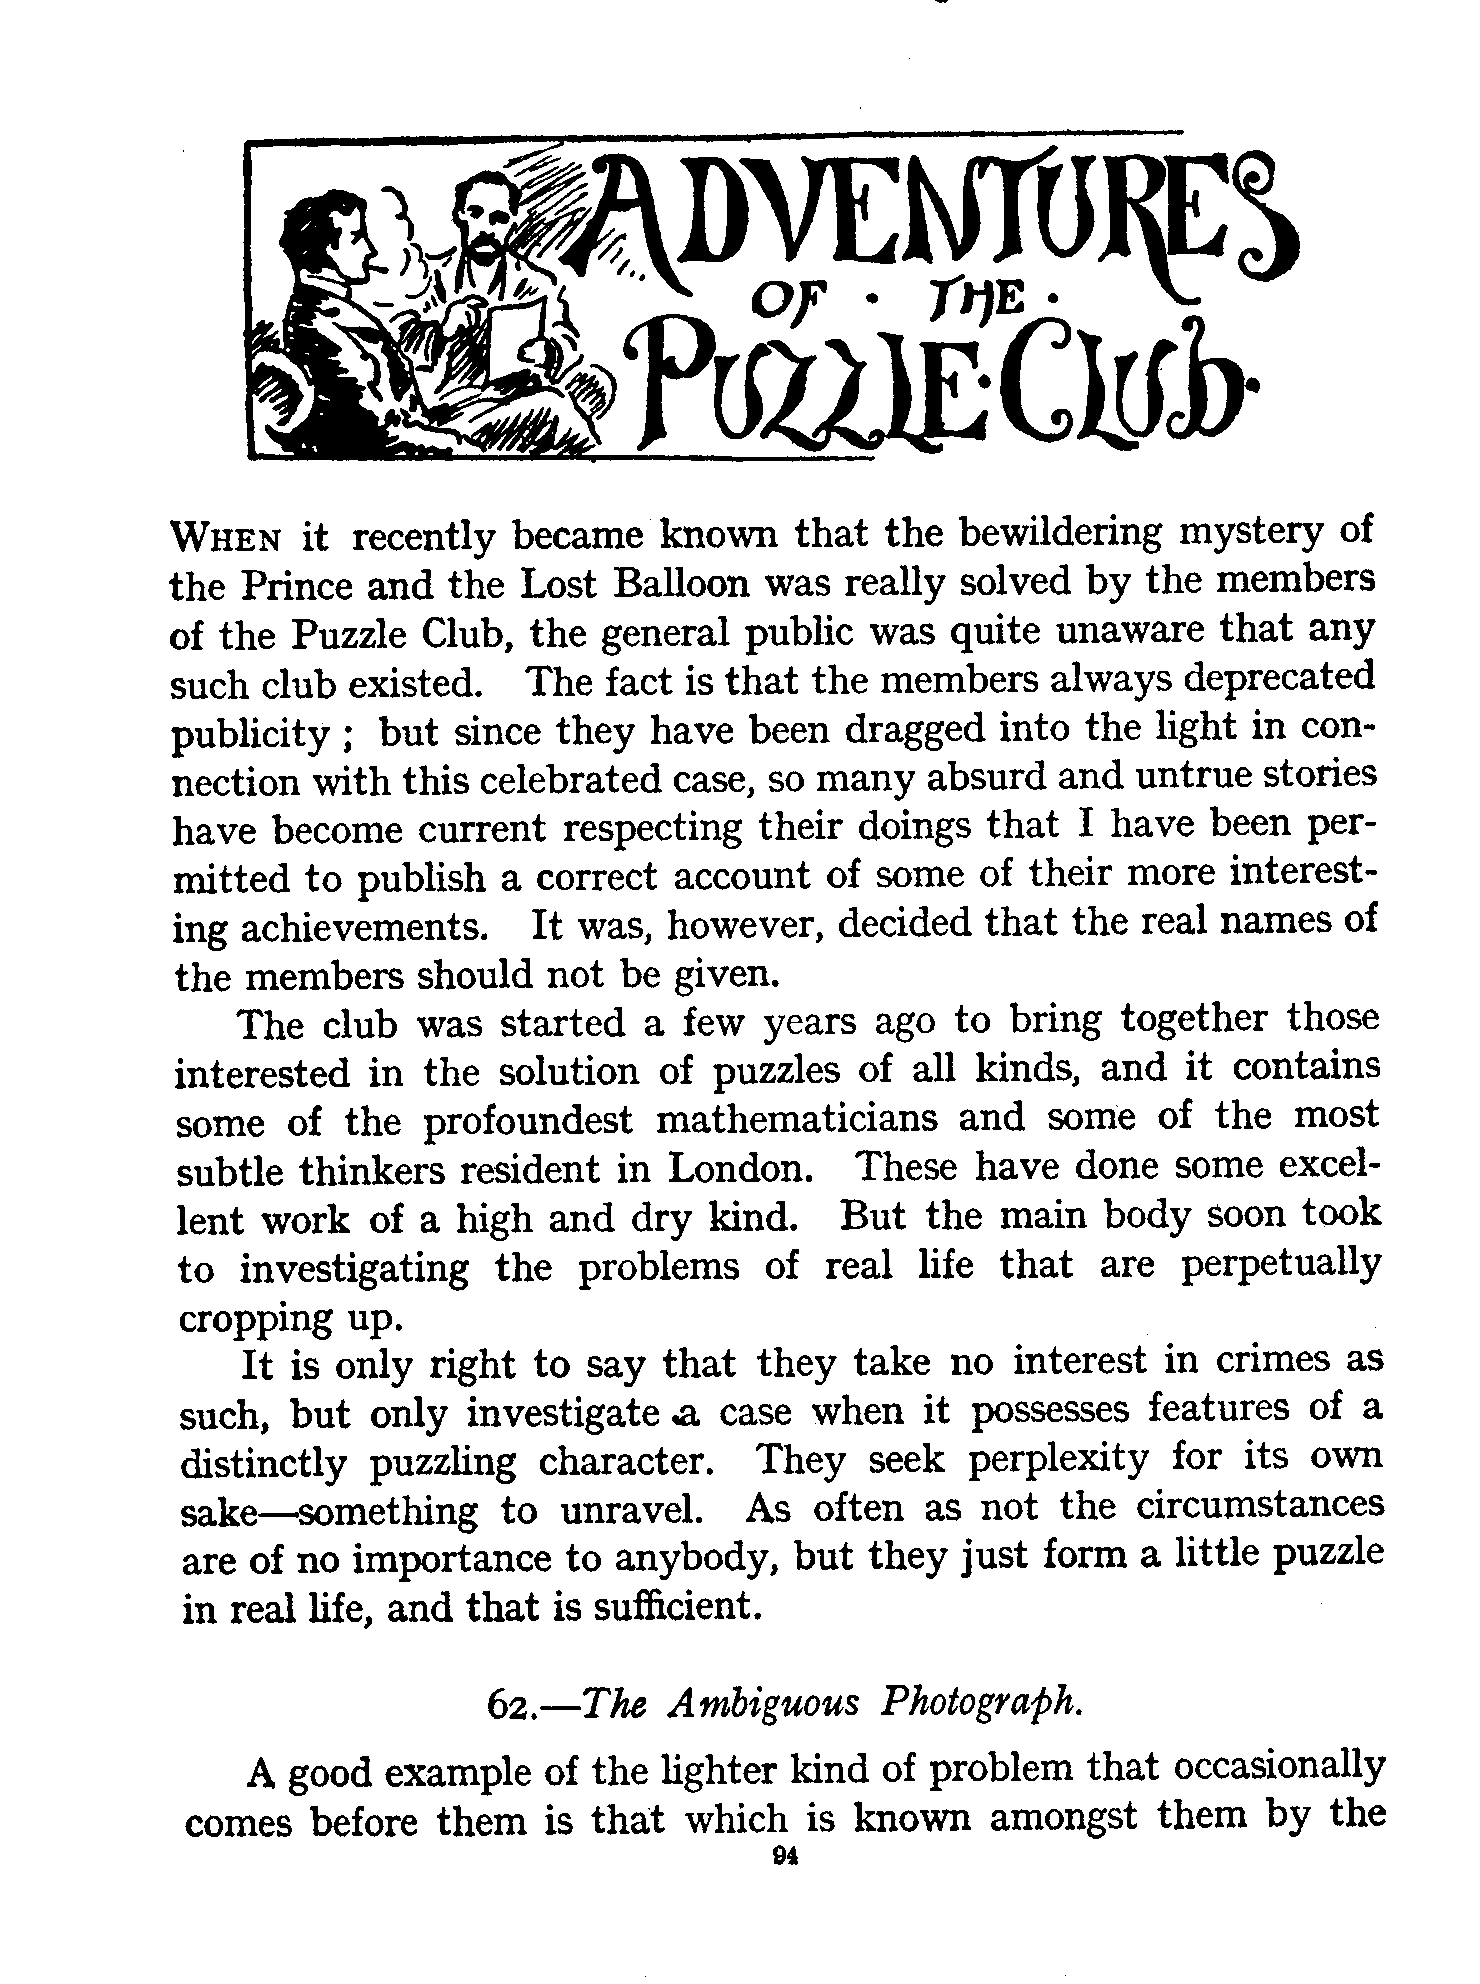 ADVENTURES
OF · THE ·
PUZZLE · CLUB ·
WHEN it recently became known that the bewildering mystery of
the Prince and the Lost Balloon was really solved by the members
of the Puzzle Club, the general public was quite unaware that any
such club existed. The fact is that the members always deprecated
publicity ; but since they have been dragged into the light in con-
nection with this celebrated case, so many absurd and untrue stories
have become current respecting their doings that I have been per-
mitted to publish a correct account of some of their more interest-
ing achievements. It was, however, decided that the real names of
the members should not be given.
The club was started a few years ago to bring together those
interested in the solution of puzzles of all kinds, and it contains
some of the profoundest mathematicians and some of the most
subtle thinkers resident in London. These have done some excel-
lent work of a high and dry kind. But the main body soon took
to investigating the problems of real life that are perpetually
cropping up.
It is only right to say that they take no interest in crimes as
such, but only investigate a case when it possesses features of a
distinctly puzzling character. They seek perplexity for its own
sake—something to unravel. As often as not the circumstances
are of no importance to anybody, but they just form a little puzzle
in real life, and that is sufficient.
62.—The Ambiguous Photograph.
A good example of the lighter kind of problem that occasionally
comes before them is that which is known amongst them by the
94